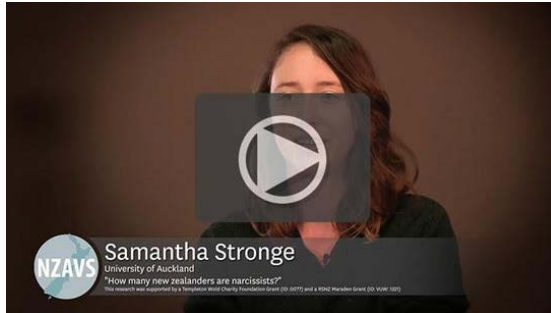 NZAVS
Samantha Stronge
University of Auckland
"How many new zealanders are narcissists?"
This research was supported by a Templeton World Charity Foundation Grant (ID: 0077) and a RSNZ Marsden Grant (ID: VUW 1321)